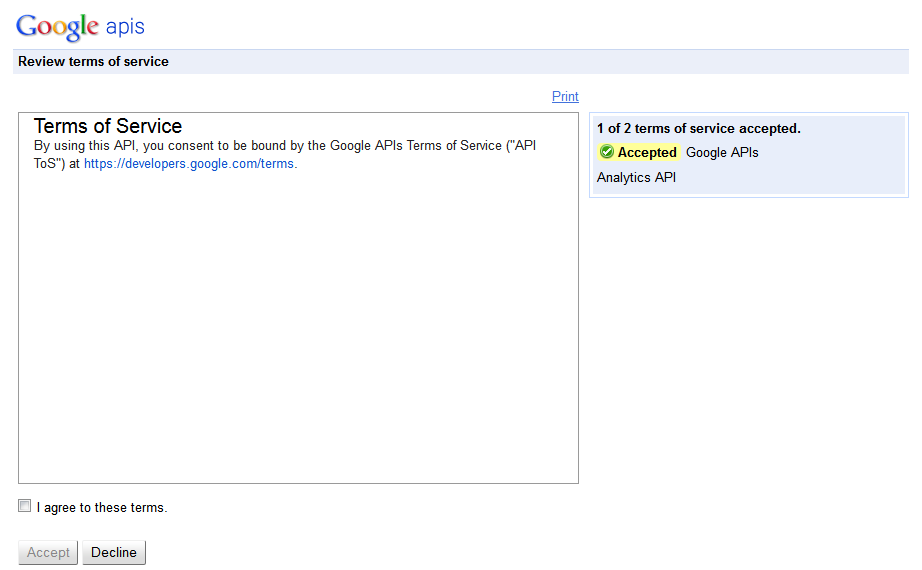 Google apis
Review terms of service
Print
Terms of Service
By using this API, you consent to be bound by the Google APIs Terms of Service ("API
ToS") at https://developers.google.com/terms.
1 of 2 terms of service accepted.
Accepted Google APIs
Analytics API
I agree to these terms.
Accept Decline